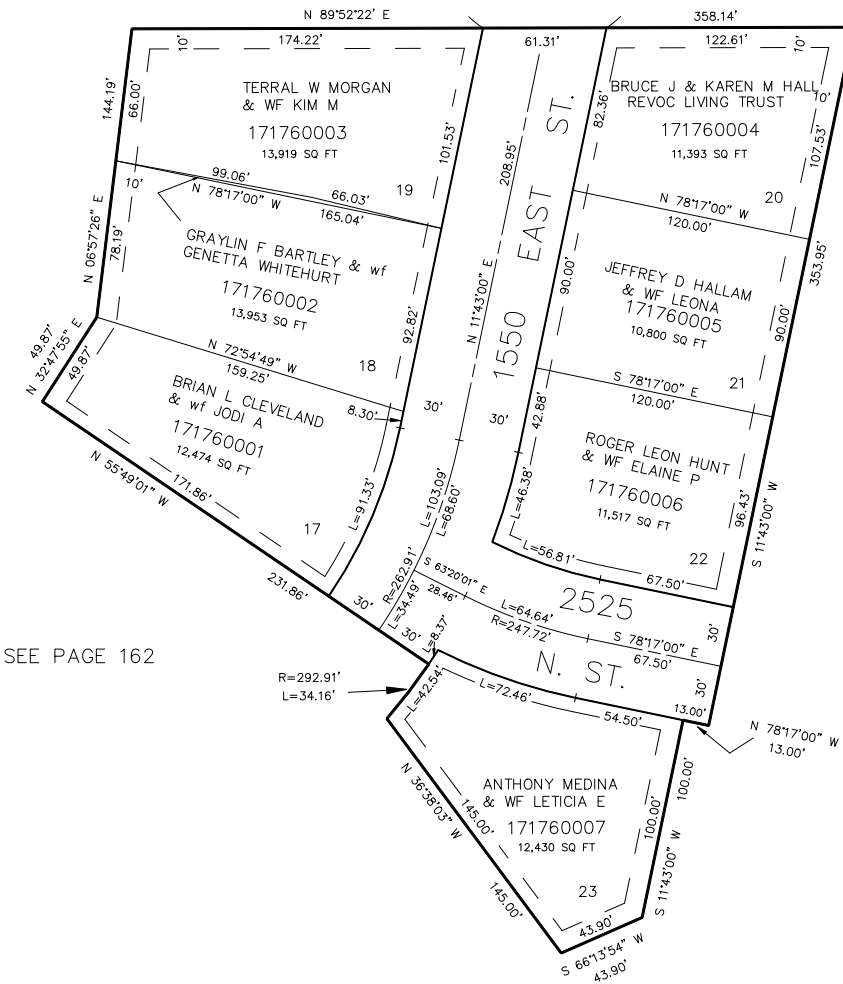 N 89°52'22" E
358.14'
10'
174.22'
61.31'
122.61'
10'
144.19'
66.00'
TERRAL W MORGAN
& WF KIM M
171760003
13,919 SQ FT
101.53'
19
99.06'
N 78°17'00" W
66.03'
165.04'
208.95'
82.36'
BRUCE J & KAREN M HALL
REVOC LIVING TRUST
171760004
11,393 SQ FT
10'
107.53'
20
N 78°17'00" W
120.00'
353.95'
10'
N 06°57'26" E
78.19'
GRAYLIN F BARTLEY & wf
GENETTA WHITEHURT
171760002
13,953 SQ FT
92.82'
18
N 72°54'49" W
159.25'
N 11°43'00" E
1550 EAST ST.
90.00'
JEFFREY D HALLAM
& WF LEONA
171760005
10,800 SQ FT
90.00'
21
S 78°17'00" E
120.00'
49.87'
N 32°47'55" E
49.87'
BRIAN L CLEVELAND
& wf JODI A
171760001
12,474 SQ FT
8.30'
30'
30'
42.88'
N 55°49'01" W
171.86'
17
L=91.33'
231.86'
L=103.09'
L=68.60'
L=46.38'
ROGER LEON HUNT
& WF ELAINE P
171760006
11,517 SQ FT
96.43'
S 11°43'00" W
22
L=56.81'
67.50'
R=262.91'
L=34.49'
S 63°20'01" E
28.46'
L=64.64'
R=247.72'
2525
N. ST.
S 78°17'00" E
67.50'
30'
30'
30'
30'
L=8.37'
SEE PAGE 162
R=292.91'
L=34.16'
L=42.54'
L=72.46'
54.50'
13.00'
N 78°17'00" W
13.00'
N 36°38'03" W
145.00'
145.00'
ANTHONY MEDINA
& WF LETICIA E
171760007
12,430 SQ FT
100.00'
100.00'
S 11°43'00" W
23
43.90'
S 66°13'54" W
43.90'